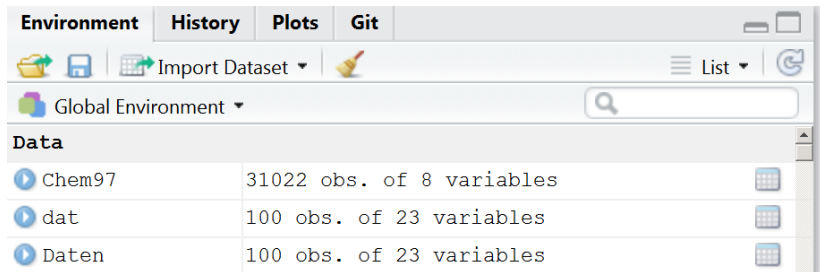 Environment History Plots Git
Import Dataset List
Global Environment
Data
Chem97 31022 obs. of 8 variables
dat 100 obs. of 23 variables
Daten 100 obs. of 23 variables